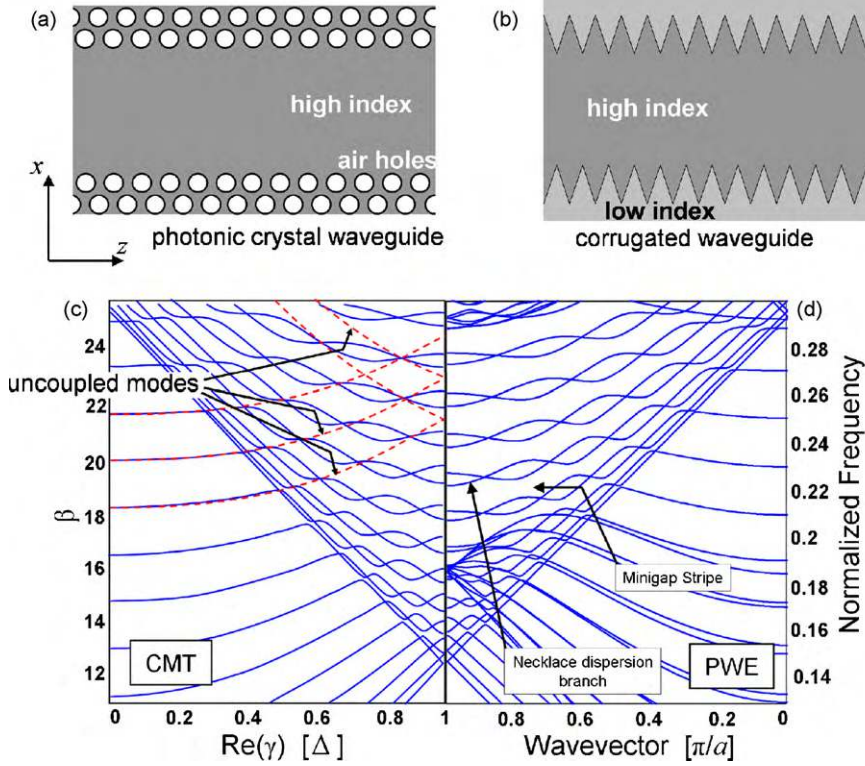 (a)
(b)
high index
high index
air holes
x
z
photonic crystal waveguide
low index
corrugated waveguide
(c)
(d)
24
22
20
18
16
14
12
β
uncoupled modes
0.28
0.26
0.24
0.22
0.2
0.18
0.16
0.14
Normalized Frequency
Minigap Stripe
Necklace dispersion
branch
CMT
PWE
0
0.2
0.4
0.6
0.8
1
0.8
0.6
0.4
0.2
0
Re(γ) [Δ]
Wavevector [π/a]